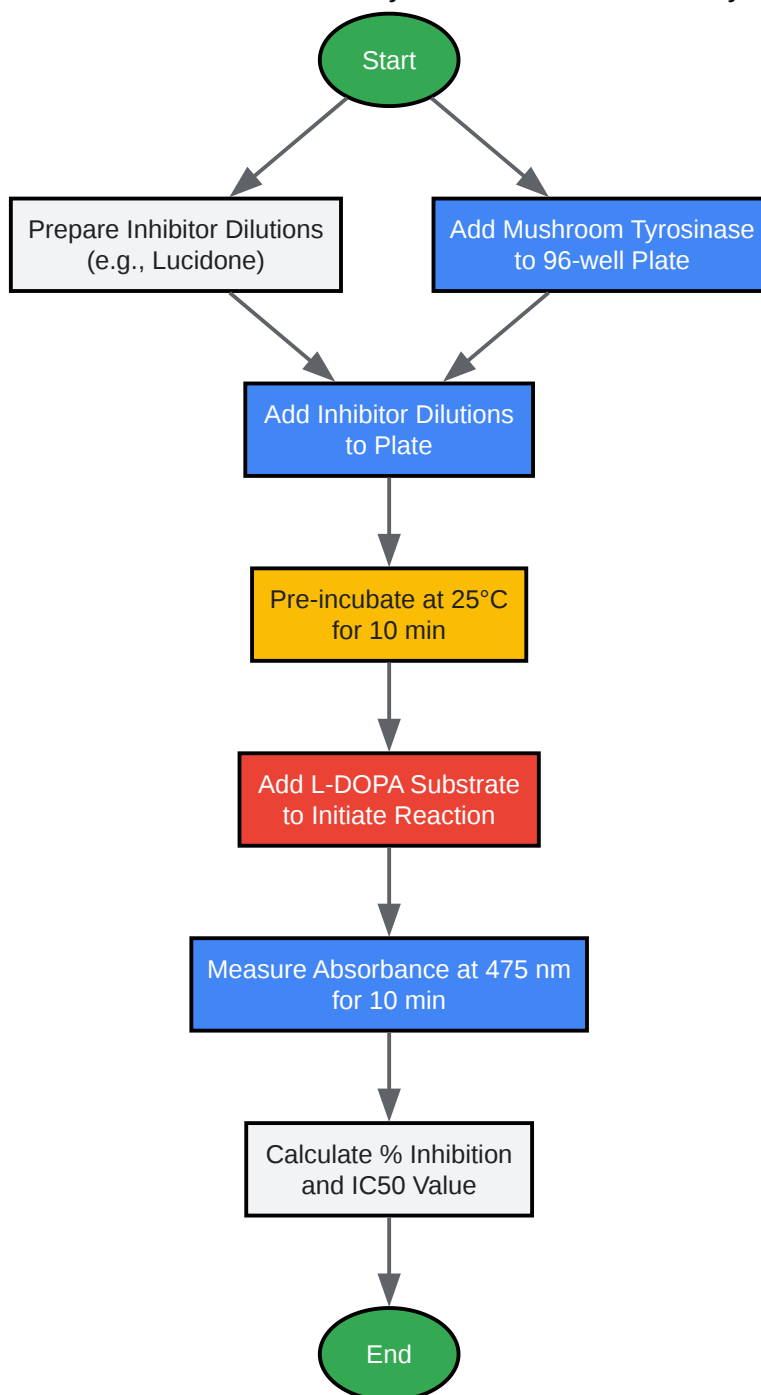 Start
Prepare Inhibitor Dilutions
(e.g., Lucidone)
Add Mushroom Tyrosinase
to 96-well Plate
Add Inhibitor Dilutions
to Plate
Pre-incubate at 25°C
for 10 min
Add L-DOPA Substrate
to Initiate Reaction
Measure Absorbance at 475 nm
for 10 min
Calculate % Inhibition
and IC50 Value
End